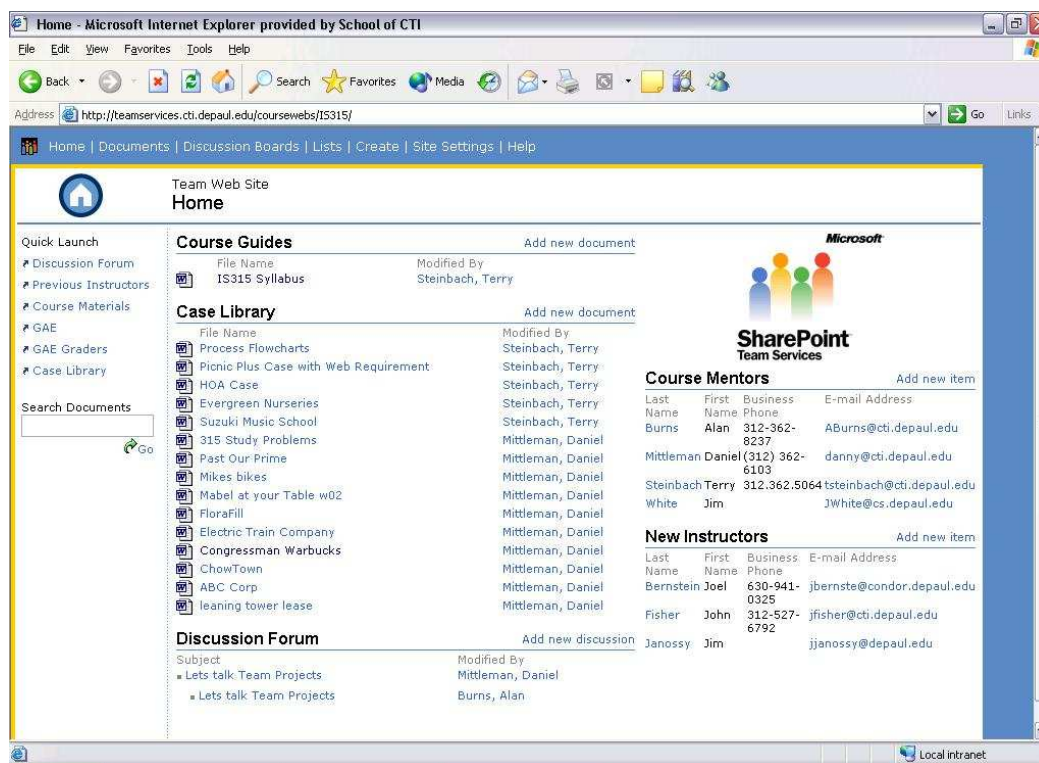 Home - Microsoft Internet Explorer provided by School of CTI
File Edit View Favorites Tools Help
Back Search Favorites Media
Address http://teamservices.cti.depaul.edu/coursewebs/IS315/ Go Links
Home | Documents | Discussion Boards | Lists | Create | Site Settings | Help
Team Web Site
Home
Quick Launch
Discussion Forum
Previous Instructors
Course Materials
GAE
GAE Graders
Case Library
Search Documents
Go
Course Guides Add new document
File Name Modified By
IS315 Syllabus Steinbach, Terry
Case Library Add new document
File Name Modified By
Process Flowcharts Steinbach, Terry
Picnic Plus Case with Web Requirement Steinbach, Terry
HOA Case Steinbach, Terry
Evergreen Nurseries Steinbach, Terry
Suzuki Music School Steinbach, Terry
315 Study Problems Mittleman, Daniel
Past Our Prime Mittleman, Daniel
Mikes bikes Mittleman, Daniel
Mabel at your Table w02 Mittleman, Daniel
FloraFill Mittleman, Daniel
Electric Train Company Mittleman, Daniel
Congressman Warbucks Mittleman, Daniel
ChowTown Mittleman, Daniel
ABC Corp Mittleman, Daniel
leaning tower lease Mittleman, Daniel
Discussion Forum Add new discussion
Subject Modified By
Lets talk Team Projects Mittleman, Daniel
Lets talk Team Projects Burns, Alan
Microsoft
SharePoint
Team Services
Course Mentors Add new item
Last First Business E-mail Address
Name Name Phone
Burns Alan 312-362- ABurns@cti.depaul.edu
8237
Mittleman Daniel (312) 362- danny@cti.depaul.edu
6103
Steinbach Terry 312.362.5064 tsteinbach@cti.depaul.edu
White Jim JWhite@cs.depaul.edu
New Instructors Add new item
Last First Business E-mail Address
Name Name Phone
Bernstein Joel 630-941- jbernste@condor.depaul.edu
0325
Fisher John 312-527- jfisher@cti.depaul.edu
6792
Janossy Jim jjanossy@depaul.edu
Local intranet